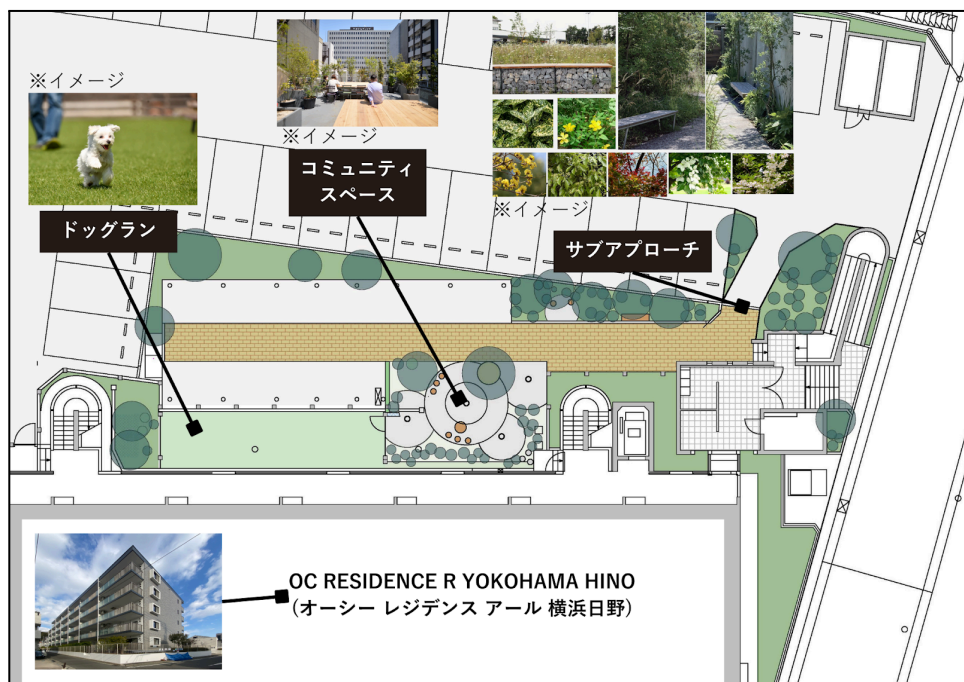 ※イメージ
※イメージ
※イメージ
ドッグラン
コミュニティ
スペース
サブアプローチ
OC RESIDENCE R YOKOHAMA HINO
(オーシー レジデンス アール 横浜日野)